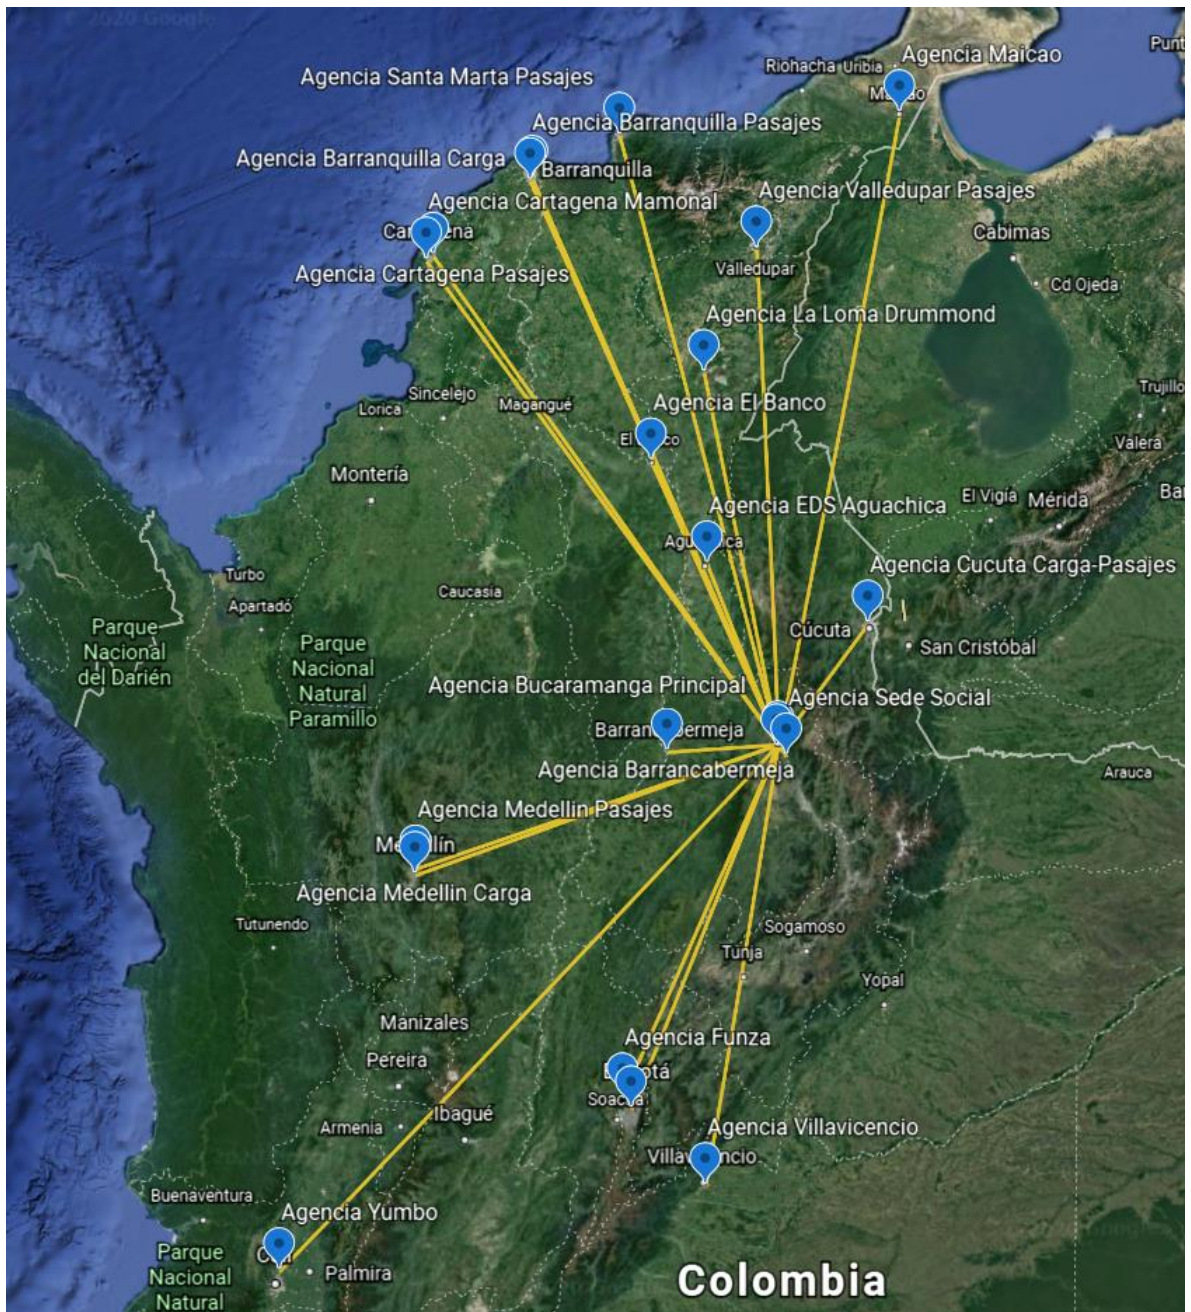 © 2020 Google
Agencia Maicao
Riohacha
Uribia
Agencia Santa Marta Pasajes
Agencia Barranquilla Pasajes
Agencia Barranquilla Carga
Barranquilla
Agencia Valledupar Pasajes
Agencia Cartagena Mamonal
Cabimas
Agencia Cartagena Pasajes
Valledupar
Cd Ojeda
Agencia La Loma Drummond
Trujillo
Sincelejo
Lorica
Magangué
Agencia El Banco
Valera
Montería
El Vigía
Mérida
Agencia EDS Aguachica
Agencia Cucuta Carga-Pasajes
Turbo
Apartadó
Caucasia
Cúcuta
San Cristóbal
Parque
Nacional
del Darién
Parque
Nacional
Natural
Paramillo
Agencia Bucaramanga Principal
Agencia Sede Social
Agencia Barrancabermeja
Arauca
Agencia Medellin Pasajes
Agencia Medellin Carga
Tutunendo
Sogamoso
Tunja
Yopal
Manizales
Agencia Funza
Pereira
Armenia
Ibagué
Agencia Villavicencio
Buenaventura
Agencia Yumbo
Parque
Nacional
Natural
Palmira
Colombia